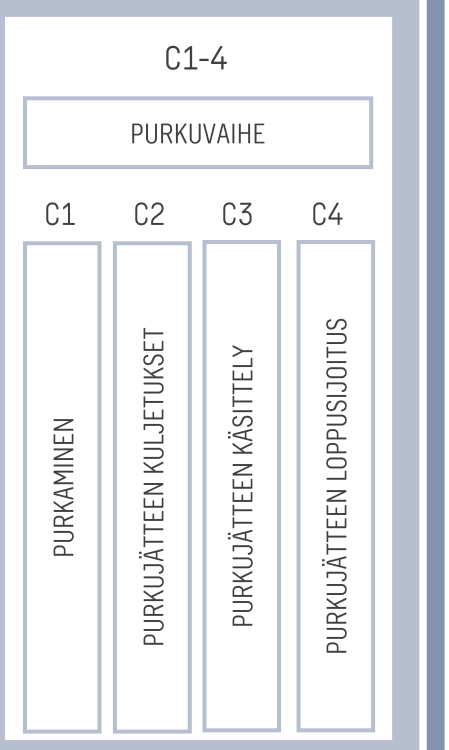 C1-4
PURKUVAIHE
C1
C2
C3
C4
PURKAMINEN
PURKUJÄTTEEN KULJETUKSET
PURKUJÄTTEEN KÄSITTELY
PURKUJÄTTEEN LOPPUSIJOITUS